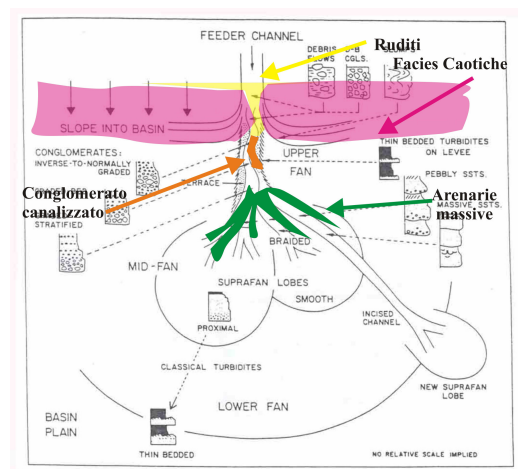 FEEDER CHANNEL
DEBRIS
FLOWS
D-B
CGLS.
SLUMPS
Ruditi
Facies Caotiche
SLOPE INTO BASIN
CONGLOMERATES:
INVERSE-TO-NORMALLY
GRADED
UPPER
FAN
THIN BEDDED TURBIDITES
ON LEVEE
PEBBLY SSTS.
TERRACE
Conglomerato
canalizzato
STRATIFIED
Arenarie
massive
MASSIVE SSTS.
BRAIDED
MID-FAN
SUPRAFAN LOBES
SMOOTH
INCISED
CHANNEL
PROXIMAL
CLASSICAL TURBIDITES
NEW SUPRAFAN
LOBE
LOWER FAN
BASIN
PLAIN
THIN BEDDED
NO RELATIVE SCALE IMPLIED